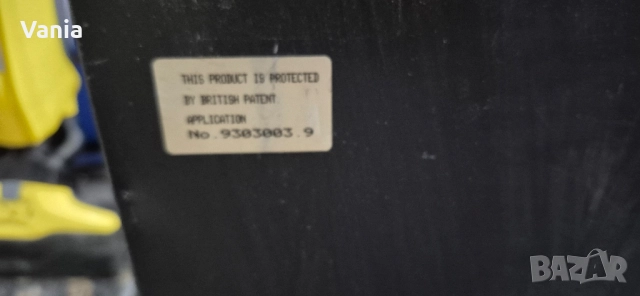 Vania
THIS PRODUCT IS PROTECTED
BY BRITISH PATENT
APPLICATION
No.9303003.9
BAZAR